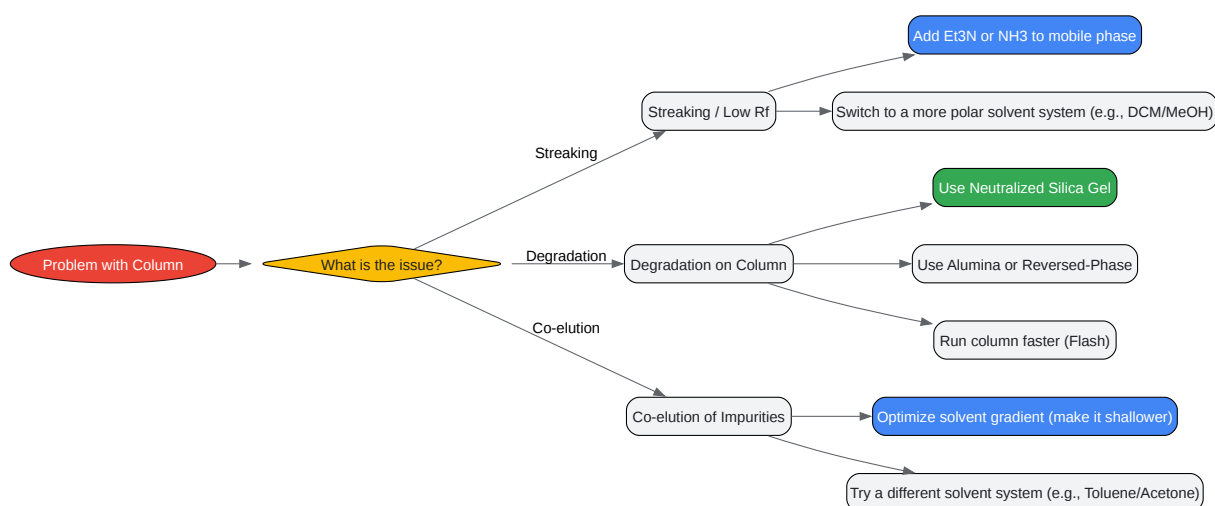 Add Et3N or NH3 to mobile phase
Streaking / Low Rf
Switch to a more polar solvent system (e.g., DCM/MeOH)
Streaking
Use Neutralized Silica Gel
Problem with Column
What is the issue?
Degradation
Degradation on Column
Use Alumina or Reversed-Phase
Co-elution
Run column faster (Flash)
Co-elution of Impurities
Optimize solvent gradient (make it shallower)
Try a different solvent system (e.g., Toluene/Acetone)